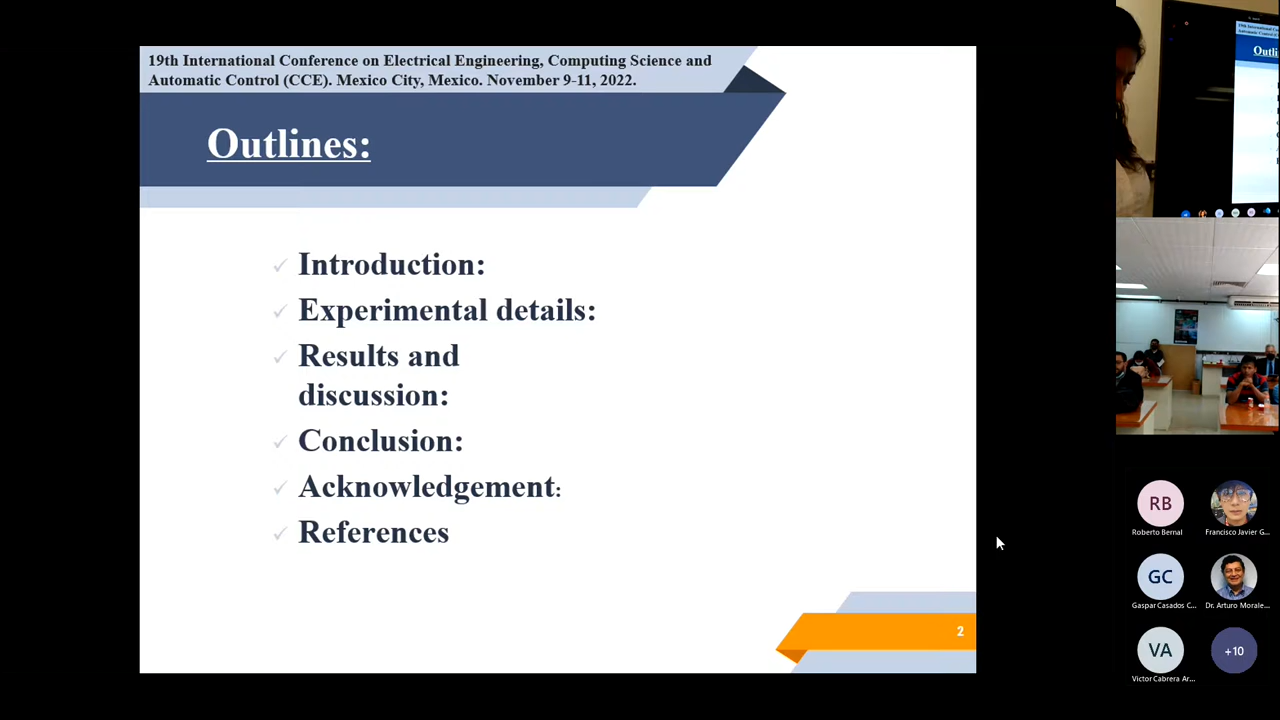 19th International Conference on Electrical Engineering, Computing Science and
Automatic Control (CCE). Mexico City, Mexico. November 9-11, 2022.
Outlines:
✓ Introduction:
✓ Experimental details:
✓ Results and
discussion:
✓ Conclusion:
✓ Acknowledgement:
✓ References
2
Outli
RB
Roberto Bernal
Francisco Javier G...
GC
Gaspar Casados C...
Dr. Arturo Morale...
VA
Victor Cabrera Ar...
+10